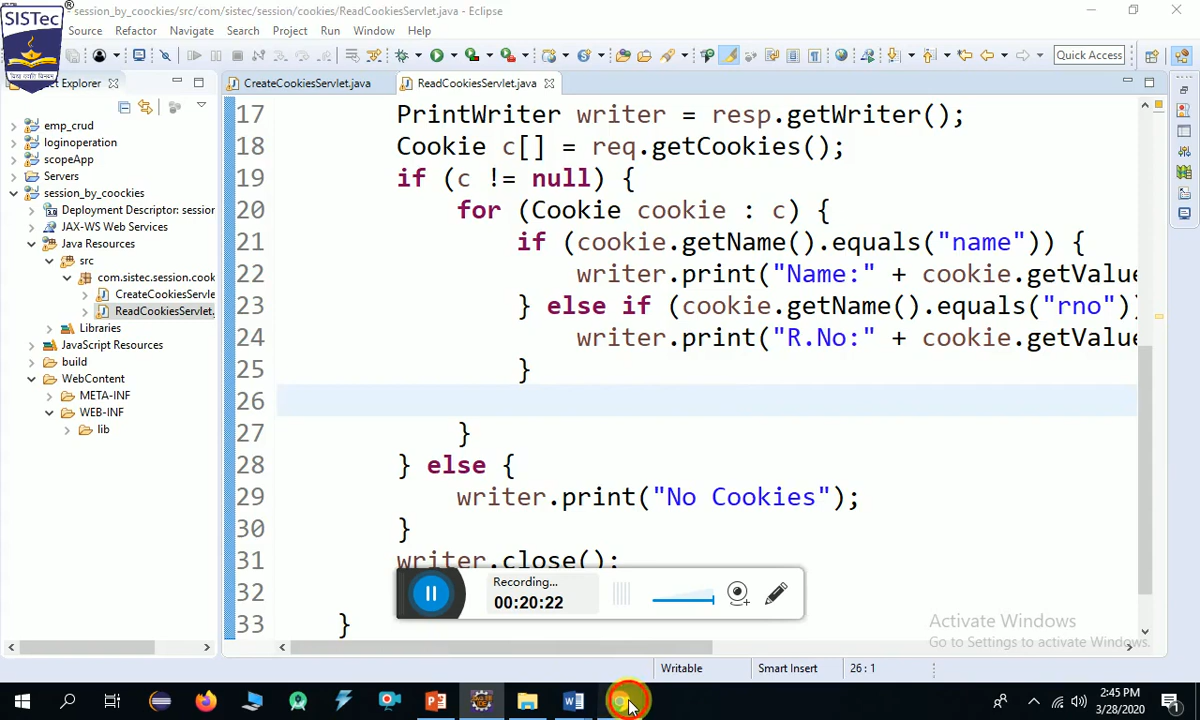 SISTec
®
- session_by_coockies/src/com/sistec/session/cookies/ReadCookiesServlet.java - Eclipse
Source Refactor Navigate Search Project Run Window Help
Quick Access
ect Explorer
CreateCookiesServlet.java
ReadCookiesServlet.java
emp_crud
loginoperation
scopeApp
Servers
session_by_coockies
Deployment Descriptor: session
JAX-WS Web Services
Java Resources
src
com.sistec.session.cook
CreateCookiesServle
ReadCookiesServlet.
Libraries
JavaScript Resources
build
WebContent
META-INF
WEB-INF
lib
17 PrintWriter writer = resp.getWriter();
18 Cookie c[] = req.getCookies();
19 if (c != null) {
20 for (Cookie cookie : c) {
21 if (cookie.getName().equals("name")) {
22 writer.print("Name:" + cookie.getValue
23 } else if (cookie.getName().equals("rno"))
24 writer.print("R.No:" + cookie.getValue
25 }
26
27 }
28 } else {
29 writer.print("No Cookies");
30 }
31 writer.close();
32
33 }
Recording...
00:20:22
Activate Windows
Go to Settings to activate Windows.
Writable
Smart Insert
26 : 1
2:45 PM
3/28/2020
1